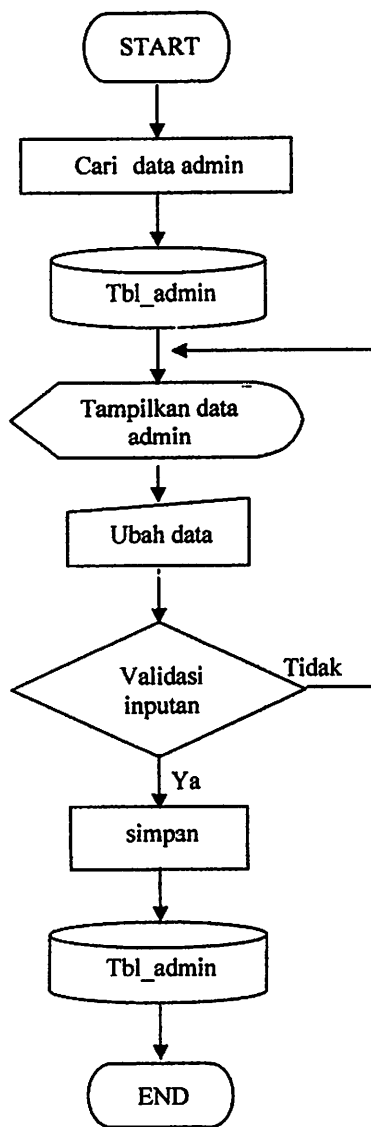 START
Cari data admin
Tbl_admin
Tampilkan data
admin
Ubah data
Validasi
inputan
Tidak
Ya
simpan
Tbl_admin
END